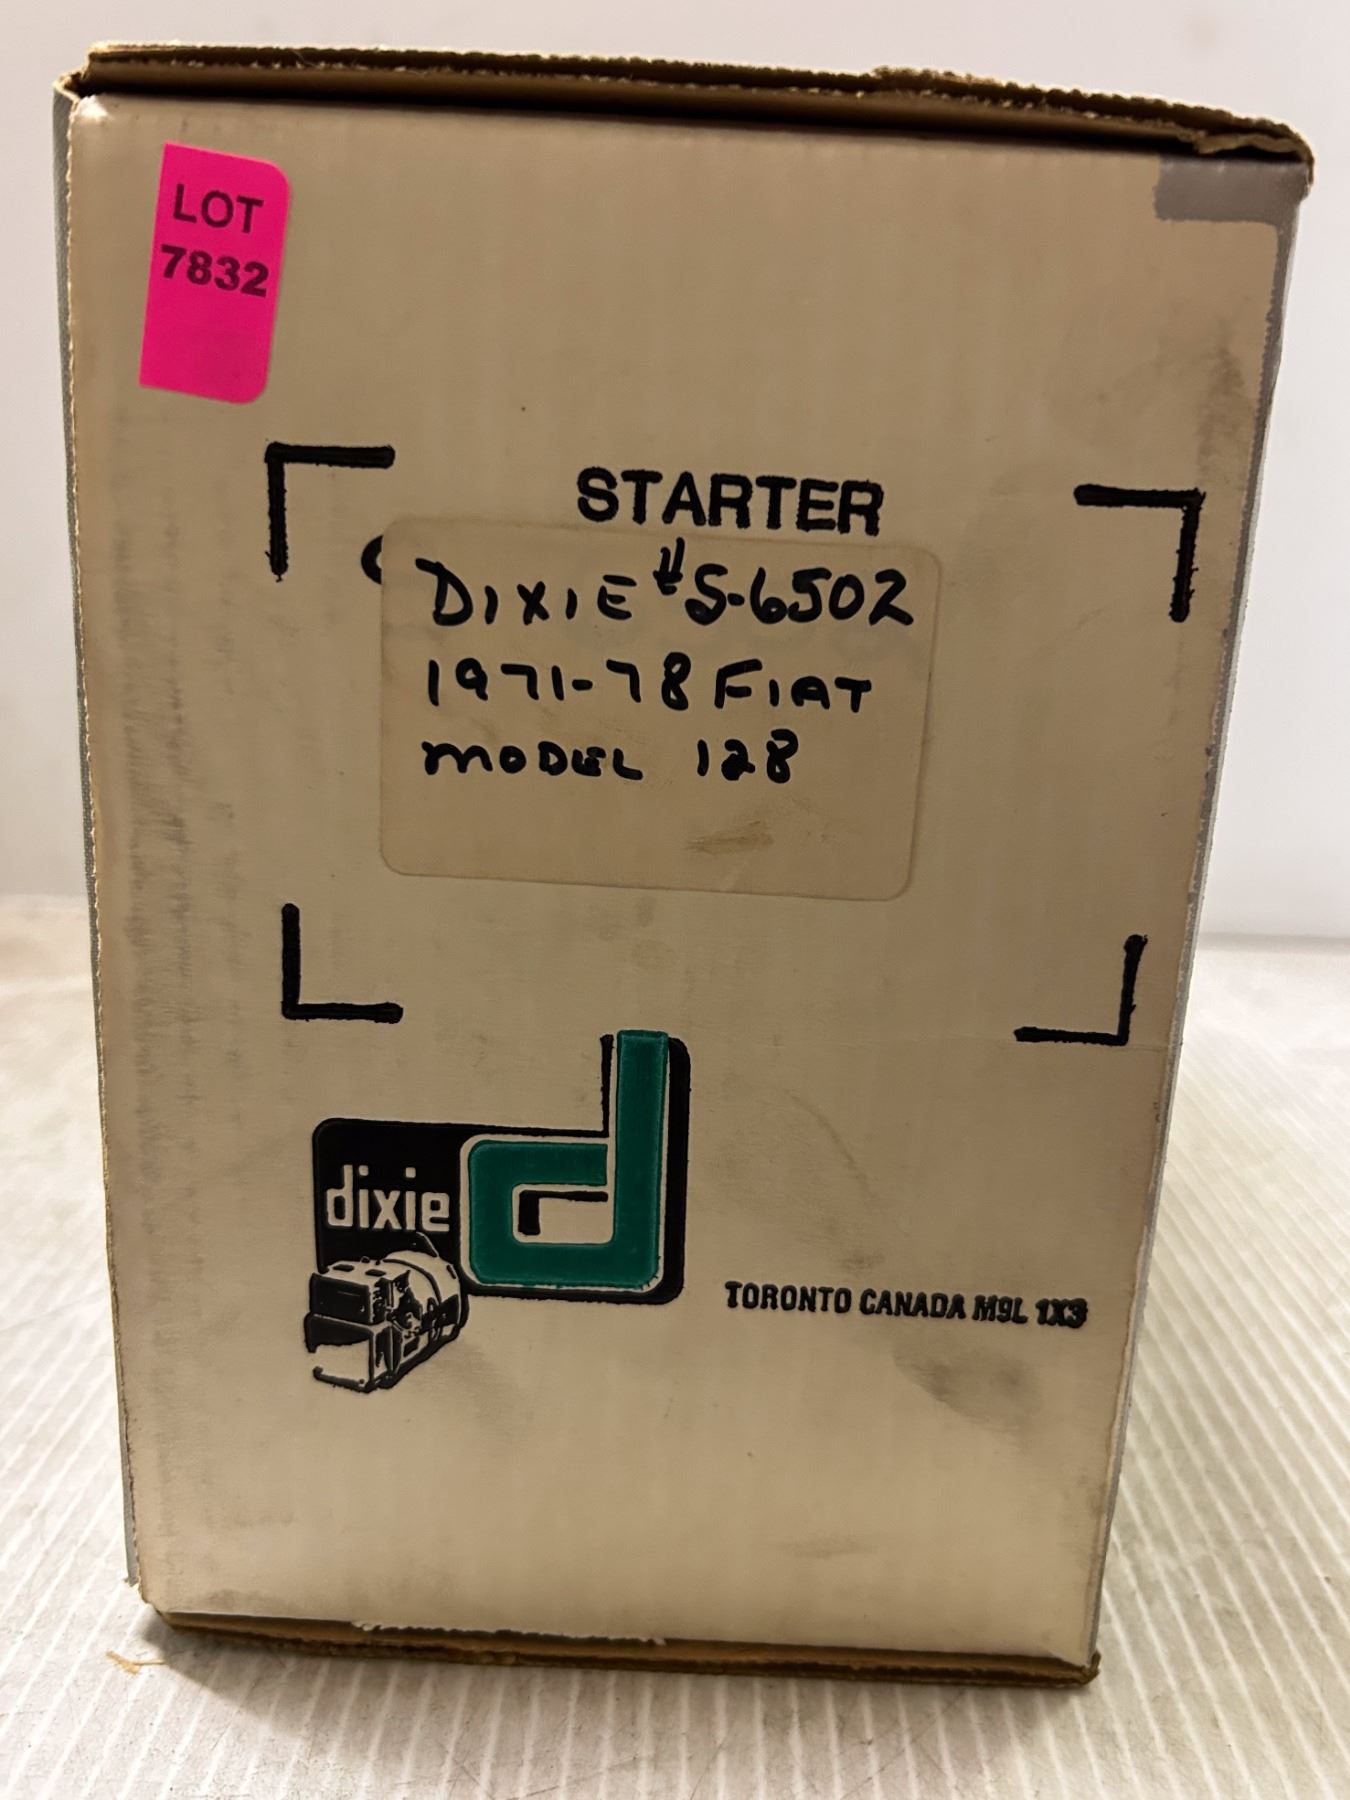 LOT
7832
STARTER
DIXIE #S-6502
1971-78 FIAT
MODEL 128
dixie
d
TORONTO CANADA M9L 1X3